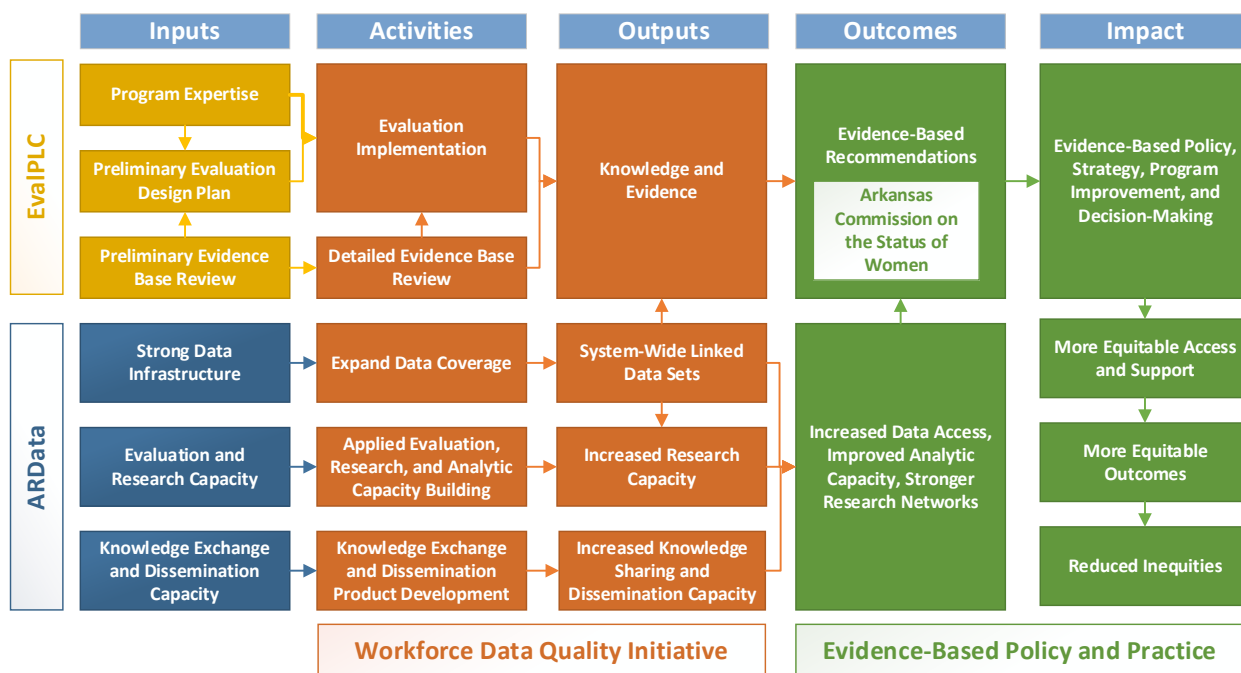 Inputs
Activities
Outputs
Outcomes
Impact
EvalPLC
Program Expertise
Preliminary Evaluation
Design Plan
Preliminary Evidence
Base Review
Evaluation
Implementation
Detailed Evidence Base
Review
Knowledge and
Evidence
Evidence-Based
Recommendations
Arkansas
Commission on
the Status of
Women
Evidence-Based Policy,
Strategy, Program
Improvement, and
Decision-Making
ARData
Strong Data
Infrastructure
Expand Data Coverage
System-Wide Linked
Data Sets
Evaluation and
Research Capacity
Applied Evaluation,
Research, and Analytic
Capacity Building
Increased Research
Capacity
Knowledge Exchange
and Dissemination
Capacity
Knowledge Exchange
and Dissemination
Product Development
Increased Knowledge
Sharing and
Dissemination Capacity
Increased Data Access,
Improved Analytic
Capacity, Stronger
Research Networks
More Equitable Access
and Support
More Equitable
Outcomes
Reduced Inequities
Workforce Data Quality Initiative
Evidence-Based Policy and Practice